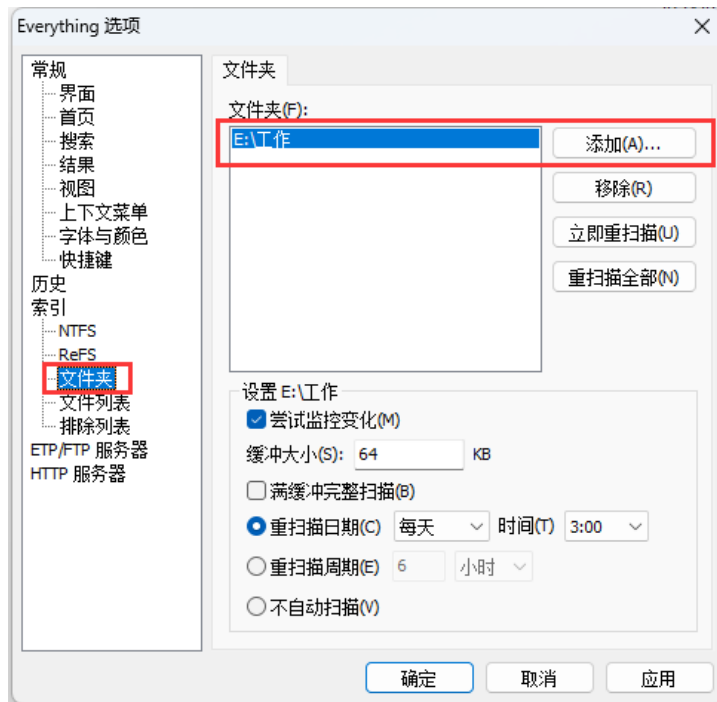 Everything 选项
常规
界面
首页
搜索
结果
视图
上下文菜单
字体与颜色
快捷键
历史
索引
NTFS
ReFS
文件夹
文件列表
排除列表
ETP/FTP 服务器
HTTP 服务器
文件夹
文件夹(F):
E:\工作
添加(A)...
移除(R)
立即重扫描(U)
重扫描全部(N)
设置 E:\工作
尝试监控变化(M)
缓冲大小(S): 64 KB
满缓冲完整扫描(B)
重扫描日期(C) 每天 时间(T) 3:00
重扫描周期(E) 6 小时
不自动扫描(V)
确定 取消 应用